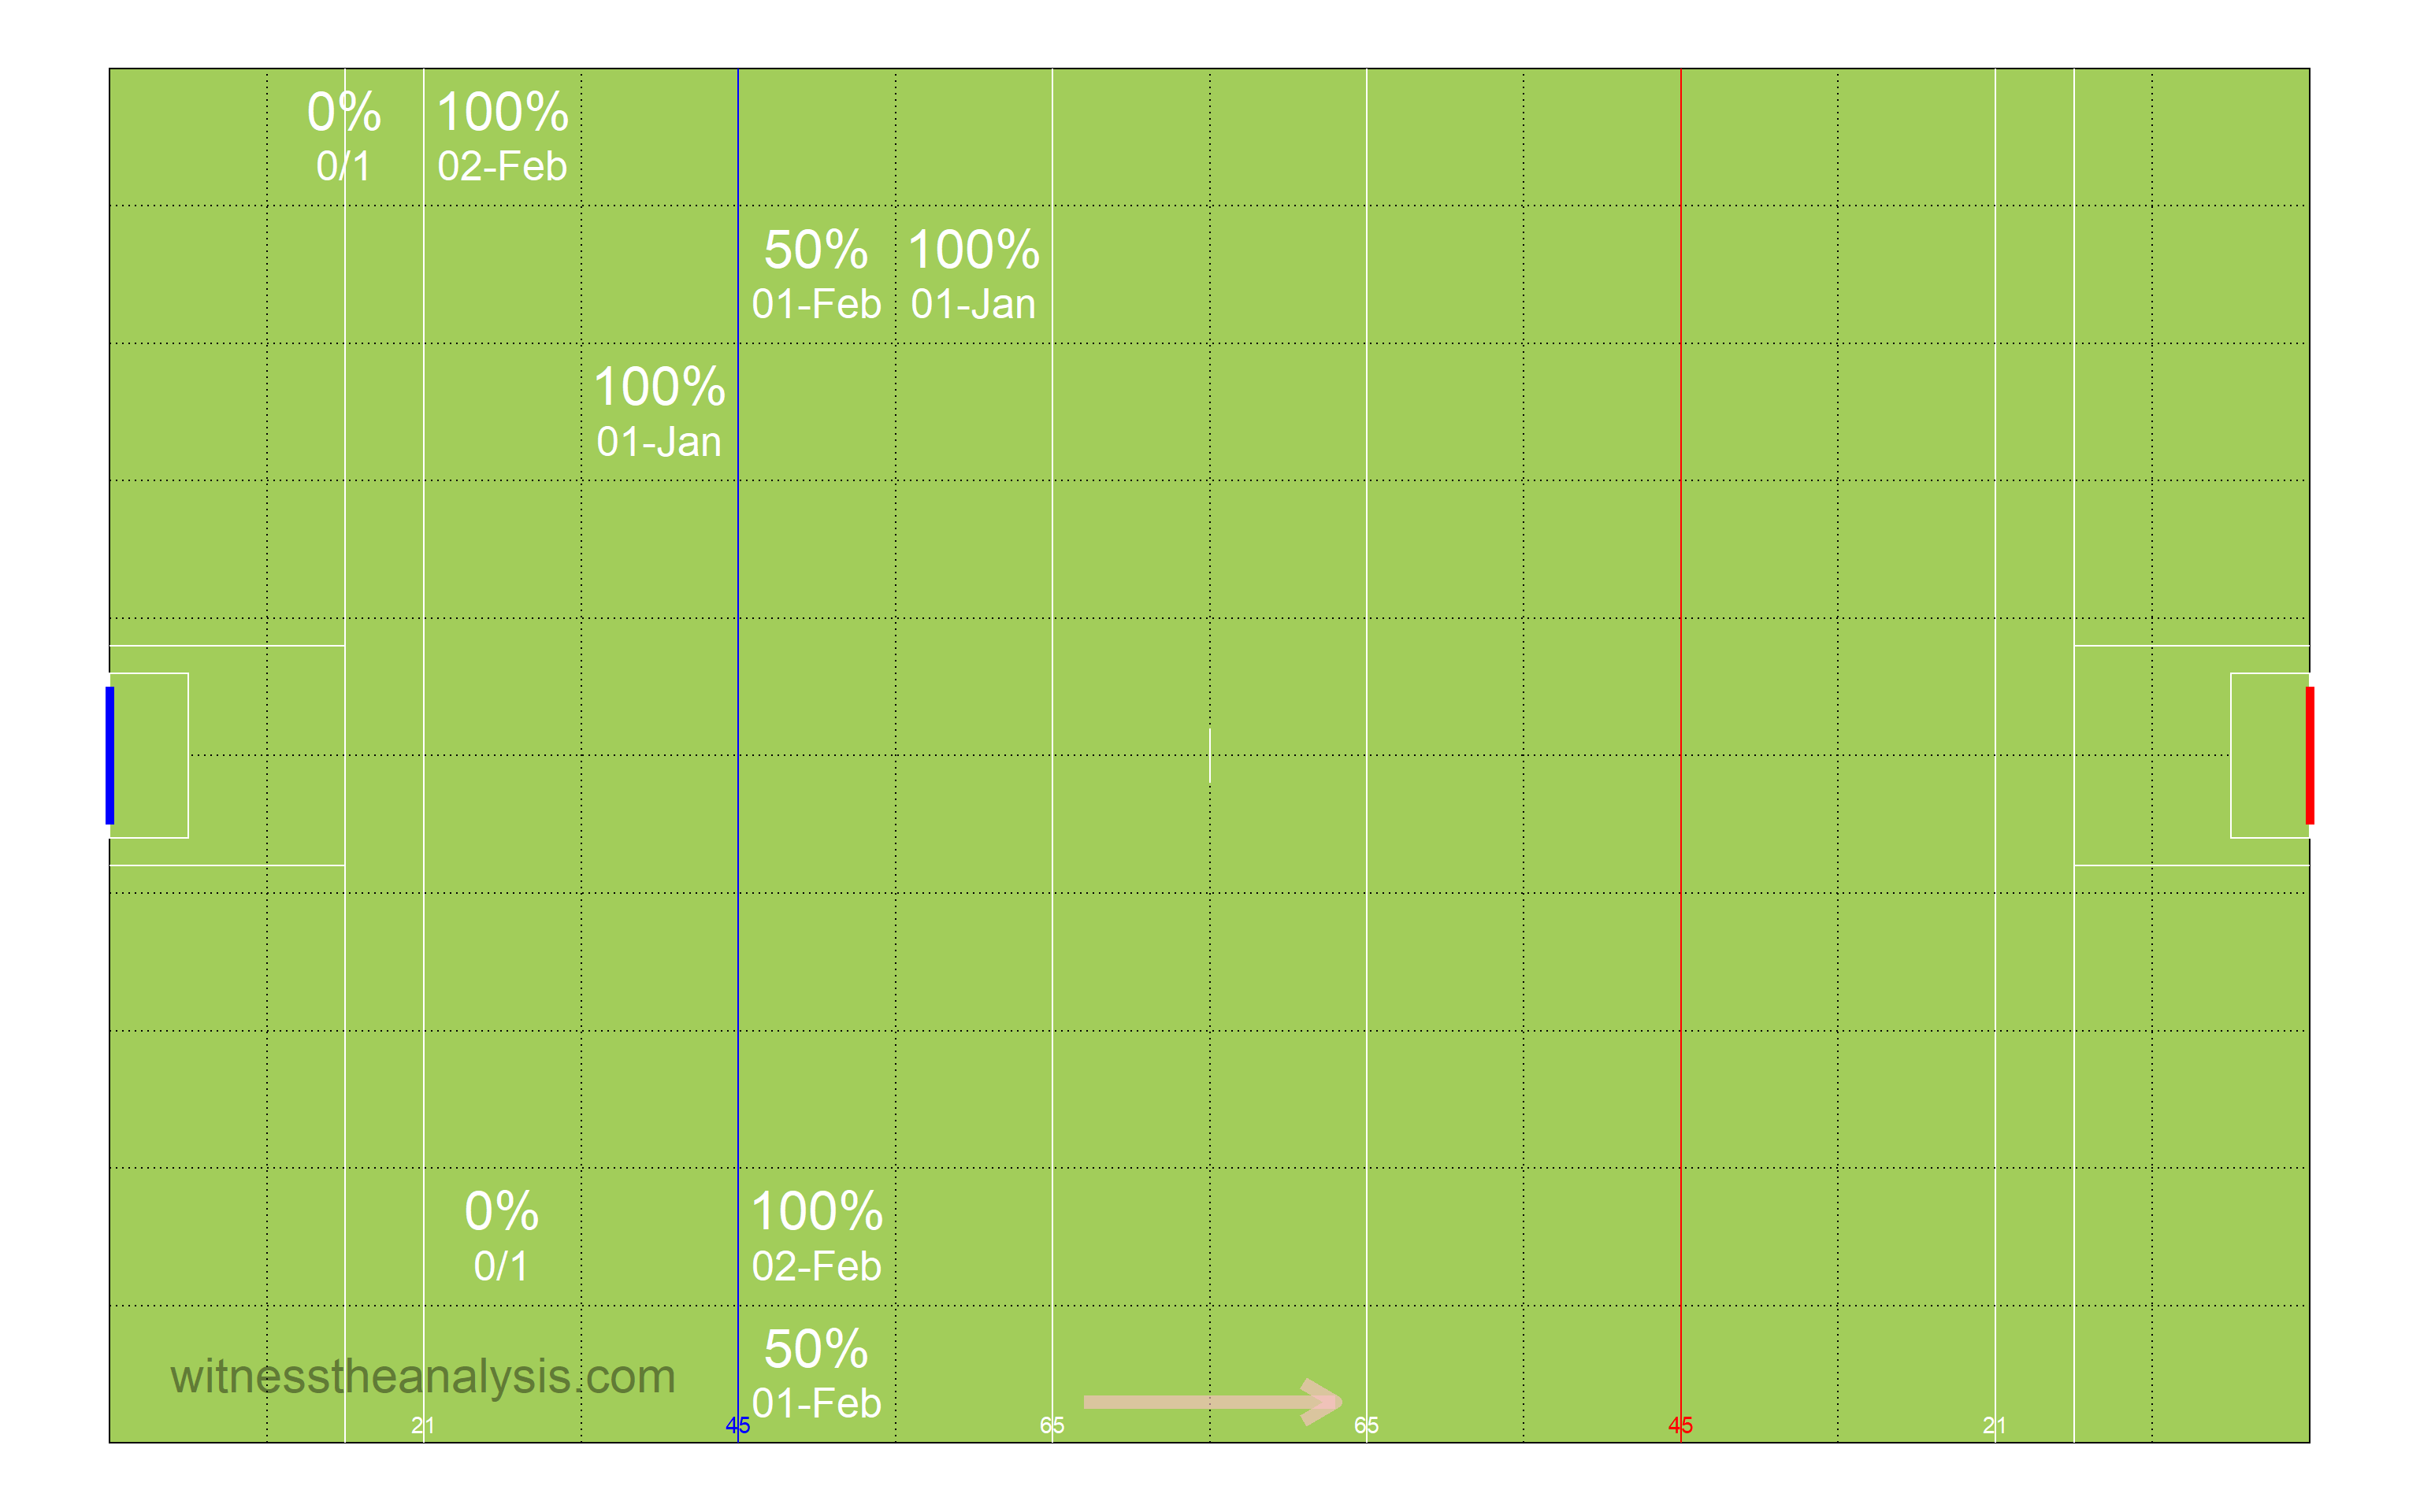 0% 100%
0/1 02-Feb
50% 100%
01-Feb 01-Jan
100%
01-Jan
0% 100%
0/1 02-Feb
50%
01-Feb
witnesstheanalysis.com
21 45 65 65 45 21